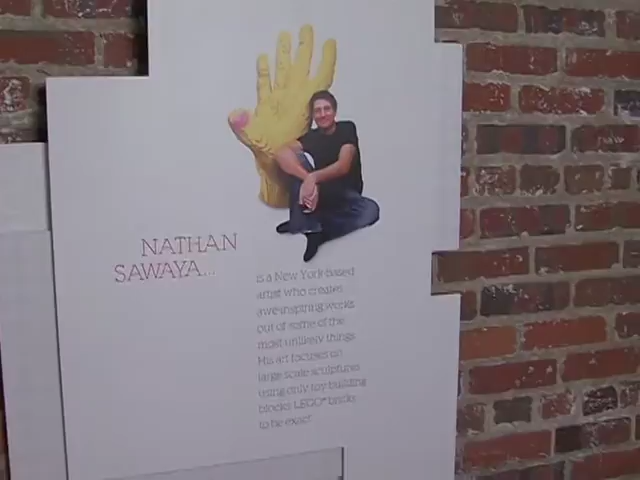 NATHAN
SAWAYA...
is a New York-based
artist who creates
awe-inspiring works
out of some of the
most unlikely things.
His art focuses on
large scale sculptures
using only toy building
blocks. LEGO® bricks
to be exact.